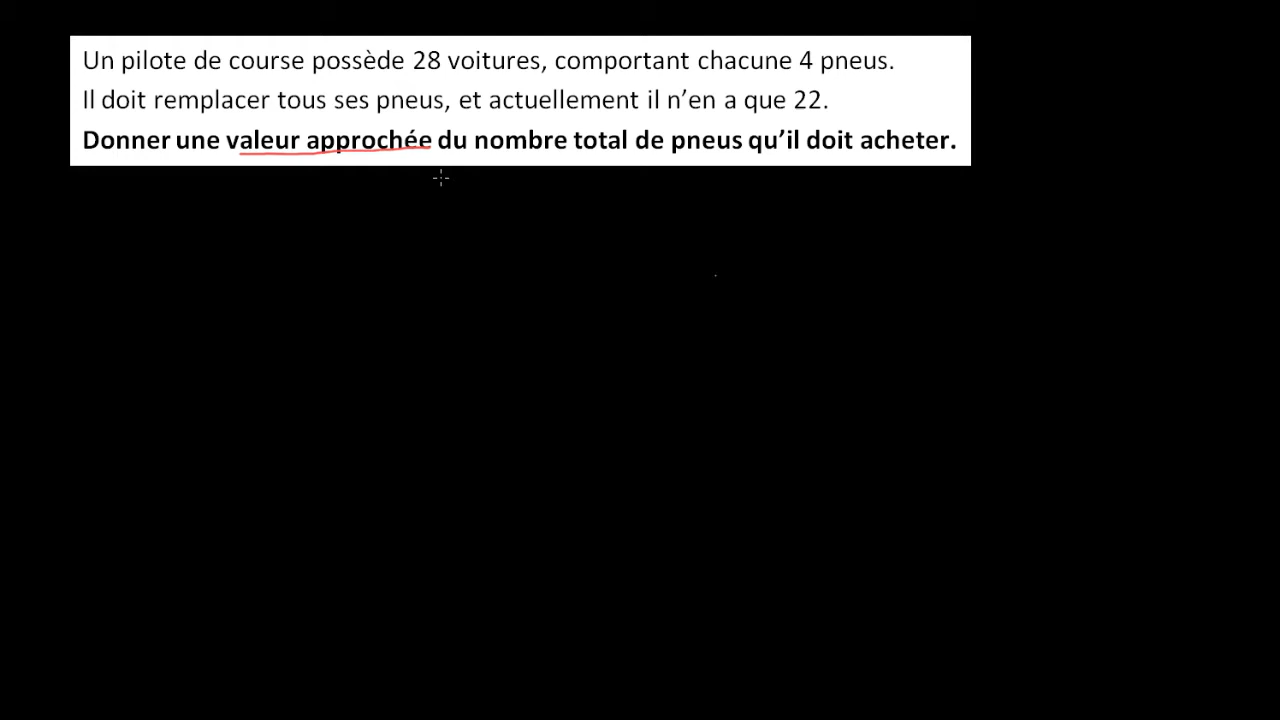 Un pilote de course possède 28 voitures, comportant chacune 4 pneus.
Il doit remplacer tous ses pneus, et actuellement il n’en a que 22.
Donner une valeur approchée du nombre total de pneus qu’il doit acheter.